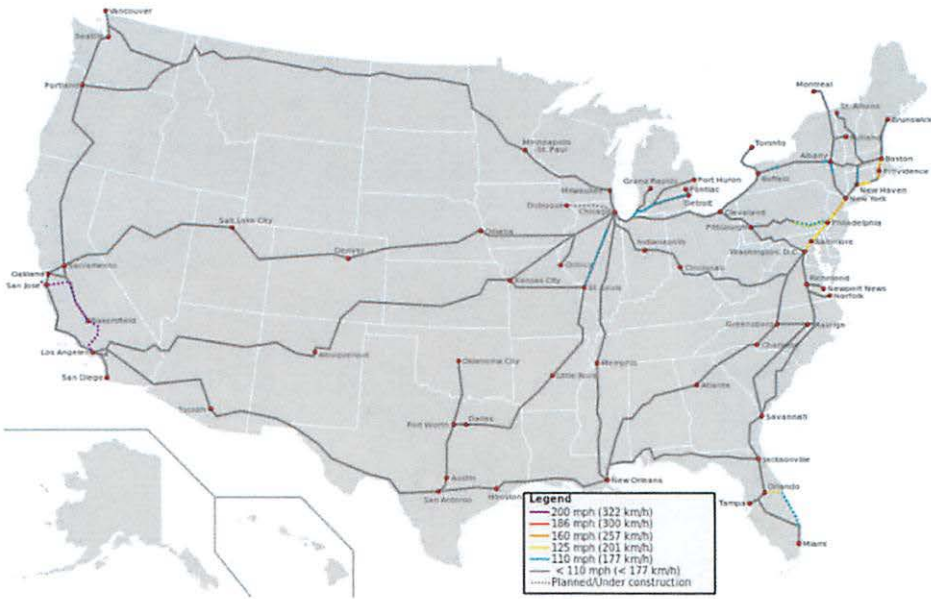 Vancouver
Seattle
Portland
Montreal
St. Albans
Brunswick
Rutland
Minneapolis
-St. Paul
Toronto
Albany
Boston
Buffalo
Providence
Milwaukee
Grand Rapids
Port Huron
Pontiac
Detroit
New Haven
New York
Dubuque
Chicago
Cleveland
Salt Lake City
Omaha
Pittsburgh
Philadelphia
Denver
Indianapolis
Baltimore
Washington, D.C.
Oakland
Sacramento
Quincy
Cincinnati
San Jose
Kansas City
St. Louis
Richmond
Newport News
Norfolk
Bakersfield
Greensboro
Raleigh
Los Angeles
Albuquerque
Oklahoma City
Memphis
Charlotte
San Diego
Little Rock
Atlanta
Tucson
Fort Worth
Dallas
Savannah
Jacksonville
Austin
San Antonio
Houston
New Orleans
Orlando
Tampa
Miami
Legend
200 mph (322 km/h)
186 mph (300 km/h)
160 mph (257 km/h)
125 mph (201 km/h)
110 mph (177 km/h)
< 110 mph (< 177 km/h)
Planned/Under construction